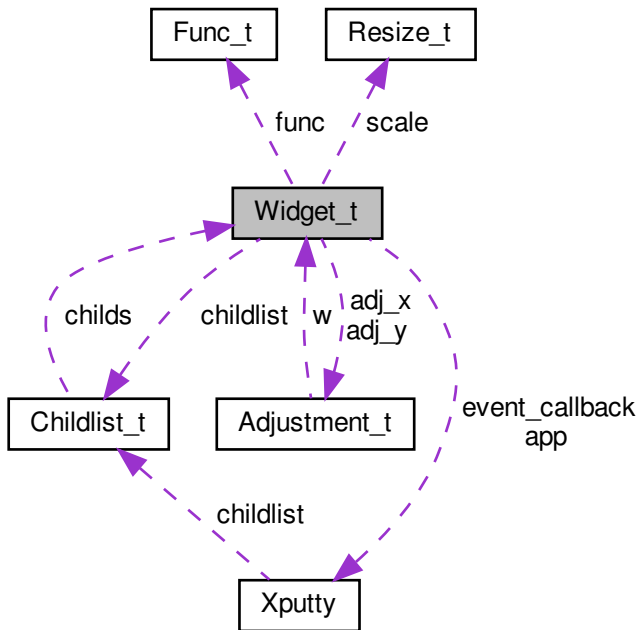 Func_t
Resize_t
func
scale
Widget_t
childs
childlist
w
adj_x
adj_y
Childlist_t
Adjustment_t
event_callback
app
childlist
Xputty